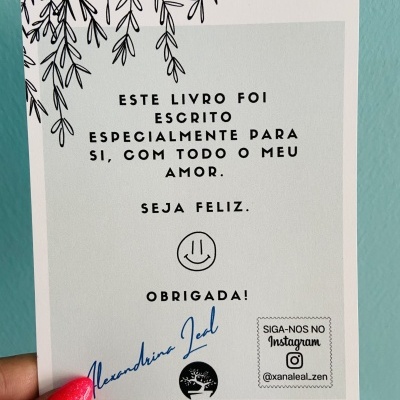 ESTE LIVRO FOI
ESCRITO
ESPECIALMENTE PARA
SI, COM TODO O MEU
AMOR.
SEJA FELIZ.
OBRIGADA!
Alexandrina Leal
SIGA-NOS NO
Instagram
@xanaleal_zen